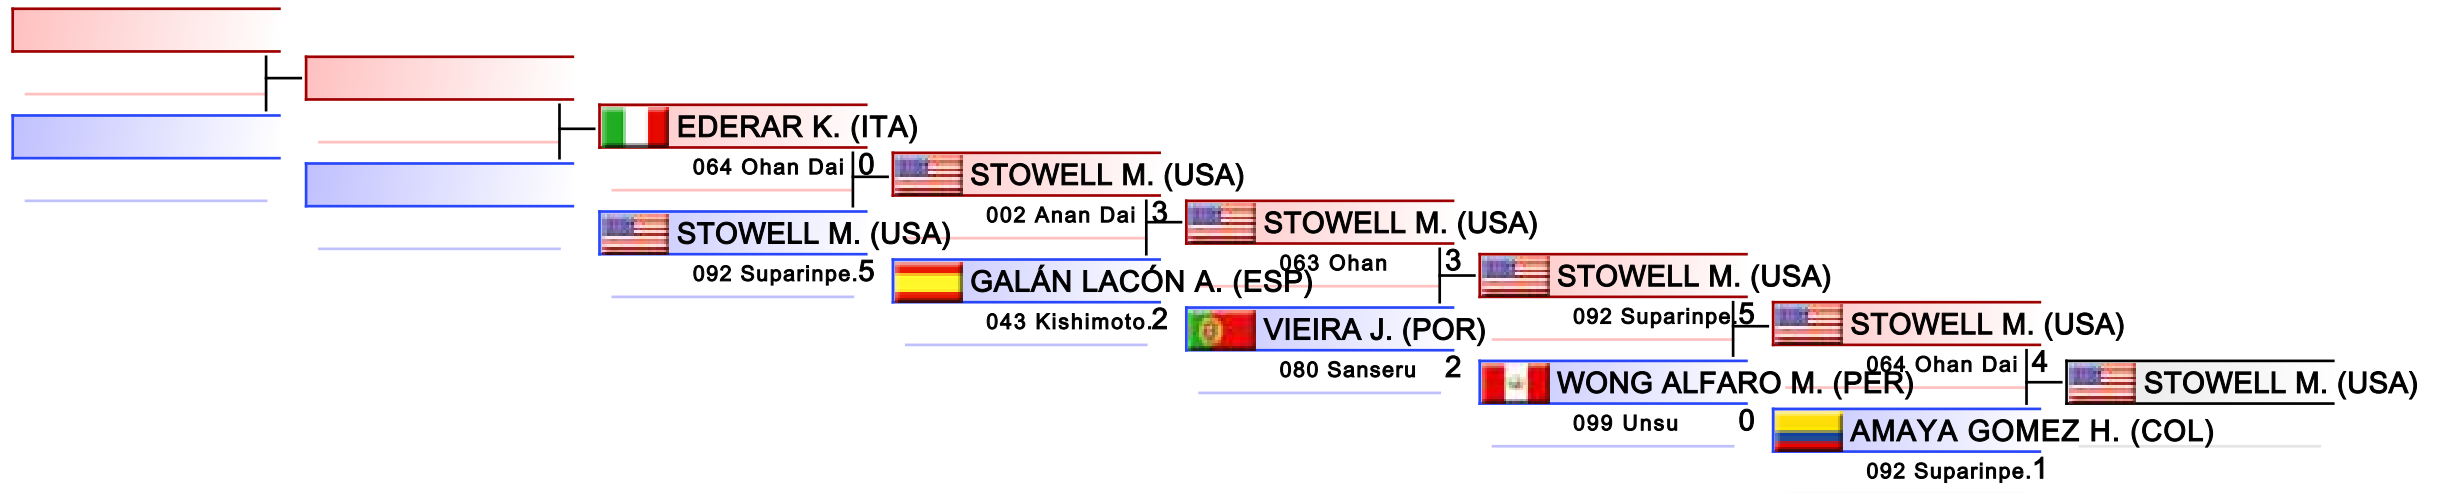 EDERAR K. (ITA)
064 Ohan Dai 0
STOWELL M. (USA)
092 Suparinpe. 5
STOWELL M. (USA)
002 Anan Dai 3
GALÁN LACÓN A. (ESP)
043 Kishimoto. 2
STOWELL M. (USA)
063 Ohan 3
VIEIRA J. (POR)
080 Sanseru 2
STOWELL M. (USA)
092 Suparinpe. 5
WONG ALFARO M. (PER)
099 Unsu 0
STOWELL M. (USA)
064 Ohan Dai 4
AMAYA GOMEZ H. (COL)
092 Suparinpe. 1
STOWELL M. (USA)